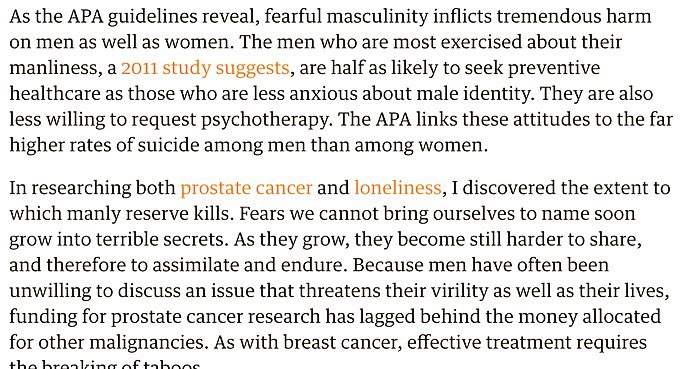 As the APA guidelines reveal, fearful masculinity inflicts tremendous harm
on men as well as women. The men who are most exercised about their
manliness, a 2011 study suggests, are half as likely to seek preventive
healthcare as those who are less anxious about male identity. They are also
less willing to request psychotherapy. The APA links these attitudes to the far
higher rates of suicide among men than among women.
In researching both prostate cancer and loneliness, I discovered the extent to
which manly reserve kills. Fears we cannot bring ourselves to name soon
grow into terrible secrets. As they grow, they become still harder to share,
and therefore to assimilate and endure. Because men have often been
unwilling to discuss an issue that threatens their virility as well as their lives,
funding for prostate cancer research has lagged behind the money allocated
for other malignancies. As with breast cancer, effective treatment requires
the breaking of taboos